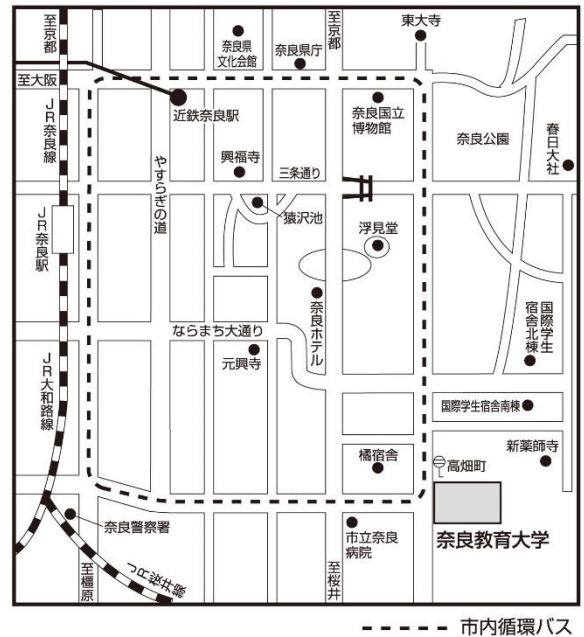 至京都
至京都
東大寺
奈良県
文化会館
奈良県庁
至大阪
近鉄奈良駅
奈良国立
博物館
奈良公園
春日大社
JR奈良線
やすらぎの道
興福寺
三条通り
猿沢池
浮見堂
JR奈良駅
奈良ホテル
ならまち大通り
元興寺
国際学生
宿舎北棟
JR大和路線
国際学生宿舎南棟
橘宿舎
高畑町
新薬師寺
奈良警察署
市立奈良
病院
奈良教育大学
至橿原
JR桜井線
至桜井
市内循環バス